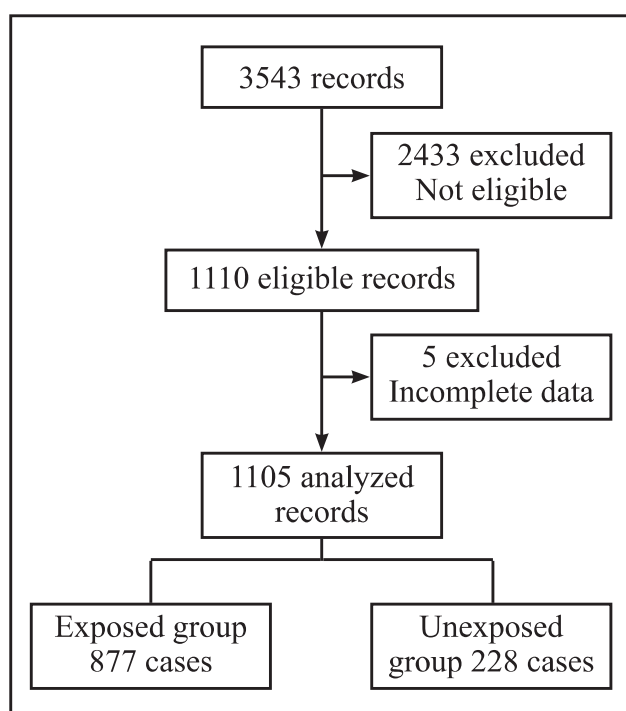 3543 records
2433 excluded
Not eligible
1110 eligible records
5 excluded
Incomplete data
1105 analyzed
records
Exposed group
877 cases
Unexposed
group 228 cases